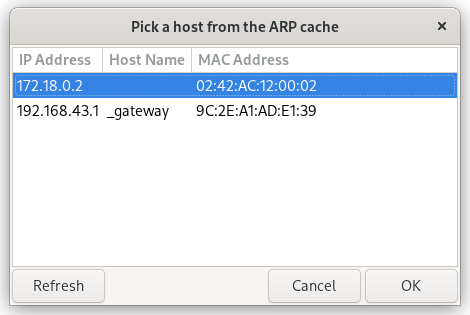 Pick a host from the ARP cache ×
IP Address Host Name MAC Address
172.18.0.2 02:42:AC:12:00:02
192.168.43.1 _gateway 9C:2E:A1:AD:E1:39
Refresh Cancel OK